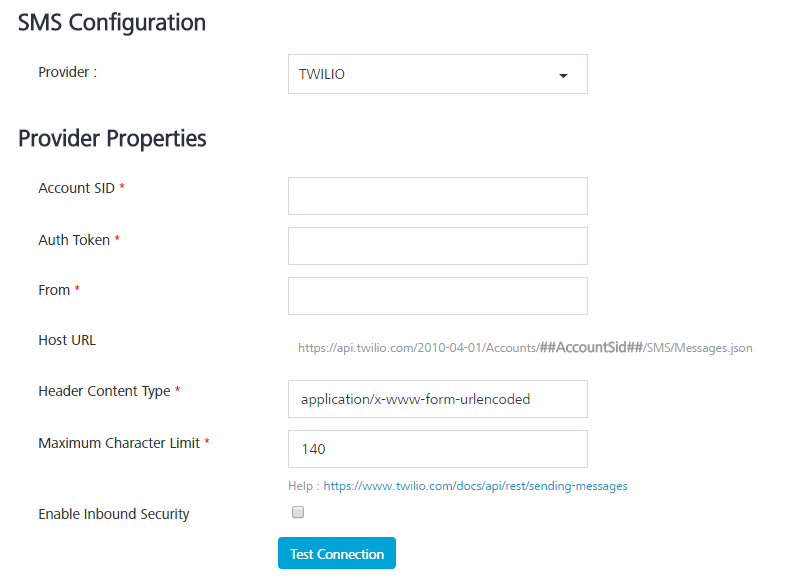 SMS Configuration
Provider :
TWILIO
Provider Properties
Account SID *
Auth Token *
From *
Host URL
https://api.twilio.com/2010-04-01/Accounts/##AccountSid##/SMS/Messages.json
Header Content Type *
application/x-www-form-urlencoded
Maximum Character Limit *
140
Help : https://www.twilio.com/docs/api/rest/sending-messages
Enable Inbound Security
Test Connection